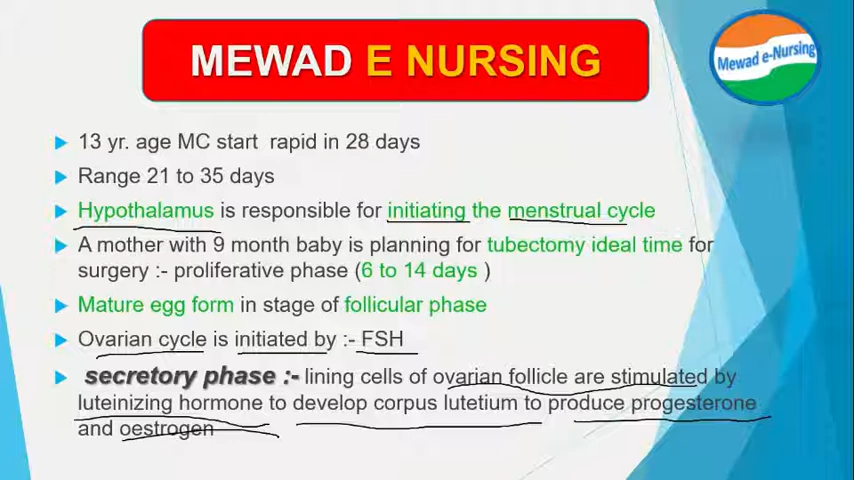 MEWAD E NURSING
Mewad e-Nursing
13 yr. age MC start rapid in 28 days
Range 21 to 35 days
Hypothalamus is responsible for initiating the menstrual cycle
A mother with 9 month baby is planning for tubectomy ideal time for
surgery :- proliferative phase (6 to 14 days )
Mature egg form in stage of follicular phase
Ovarian cycle is initiated by :- FSH
secretory phase :- lining cells of ovarian follicle are stimulated by
luteinizing hormone to develop corpus lutetium to produce progesterone
and oestrogen